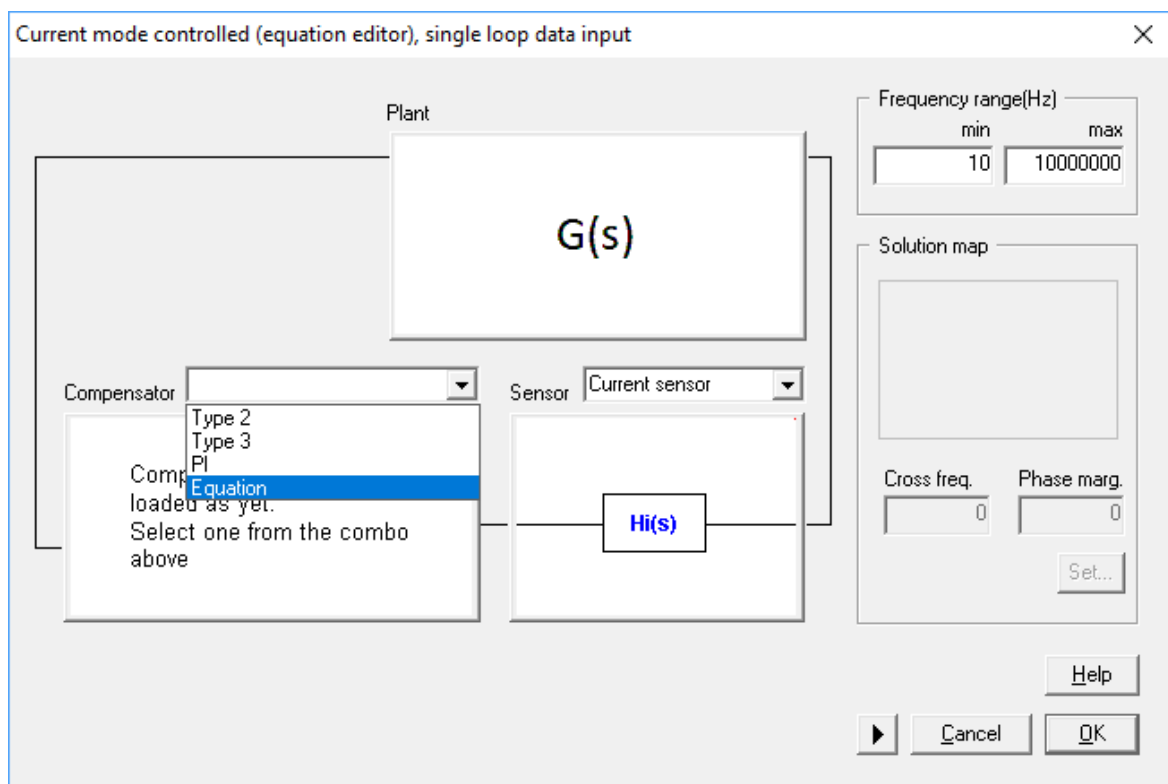 Current mode controlled (equation editor), single loop data input
Plant
G(s)
Frequency range(Hz)
min max
10 10000000
Solution map
Compensator
Sensor Current sensor
Type 2
Type 3
PI
Equation
Comp
loaded as yet.
Select one from the combo
above
Hi(s)
Cross freq. Phase marg.
0 0
Set...
Help
Cancel OK